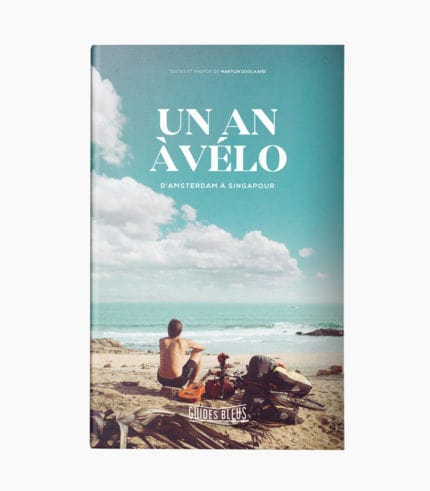 TEXTES ET PHOTOS DE MARTIJN DOOLAARD
UN AN
À VÉLO
D'AMSTERDAM À SINGAPOUR
GUIDES BLEUS